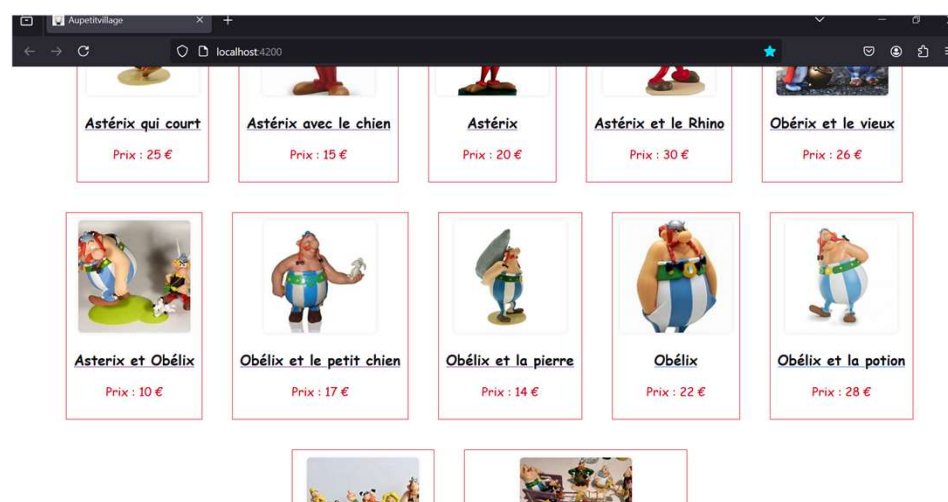 Aupetitvillage
localhost:4200
Astérix qui court
Prix : 25 €
Astérix avec le chien
Prix : 15 €
Astérix
Prix : 20 €
Astérix et le Rhino
Prix : 30 €
Obérix et le vieux
Prix : 26 €
Asterix et Obélix
Prix : 10 €
Obélix et le petit chien
Prix : 17 €
Obélix et la pierre
Prix : 14 €
Obélix
Prix : 22 €
Obélix et la potion
Prix : 28 €